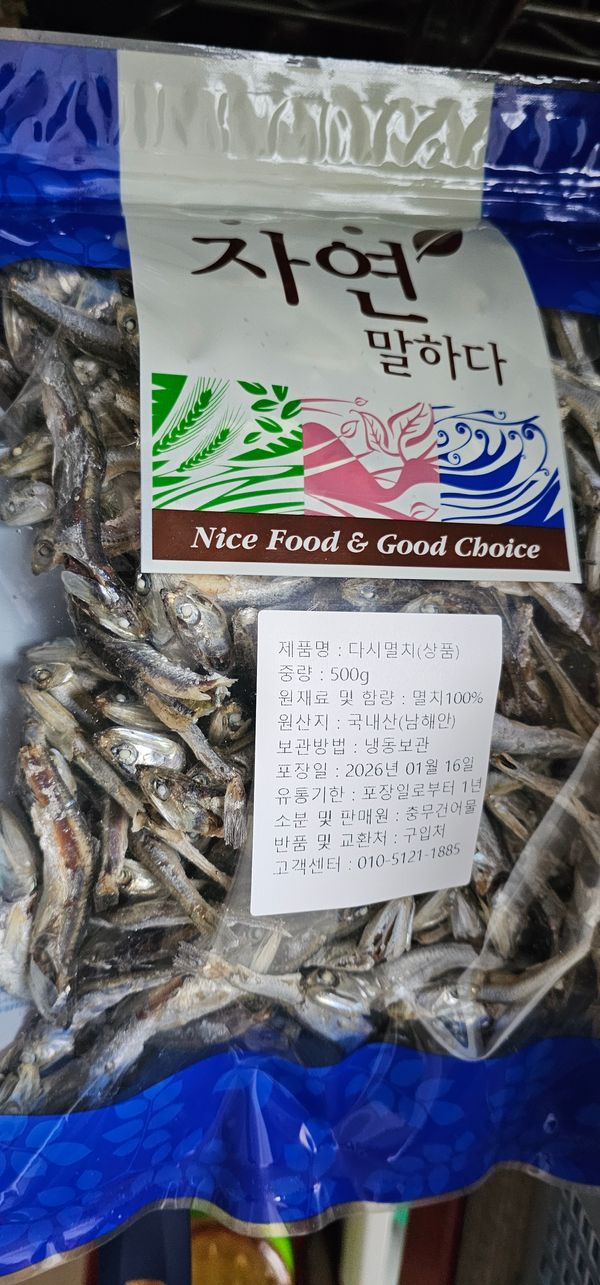 자연
말하다
Nice Food & Good Choice
제품명 : 다시멸치(상품)
중량 : 500g
원재료 및 함량 : 멸치100%
원산지 : 국내산(남해안)
보관방법 : 냉동보관
포장일 : 2026년 01월 16일
유통기한 : 포장일로부터 1년
소분 및 판매원 : 충무건어물
반품 및 교환처 : 구입처
고객센터 : 010-5121-1885